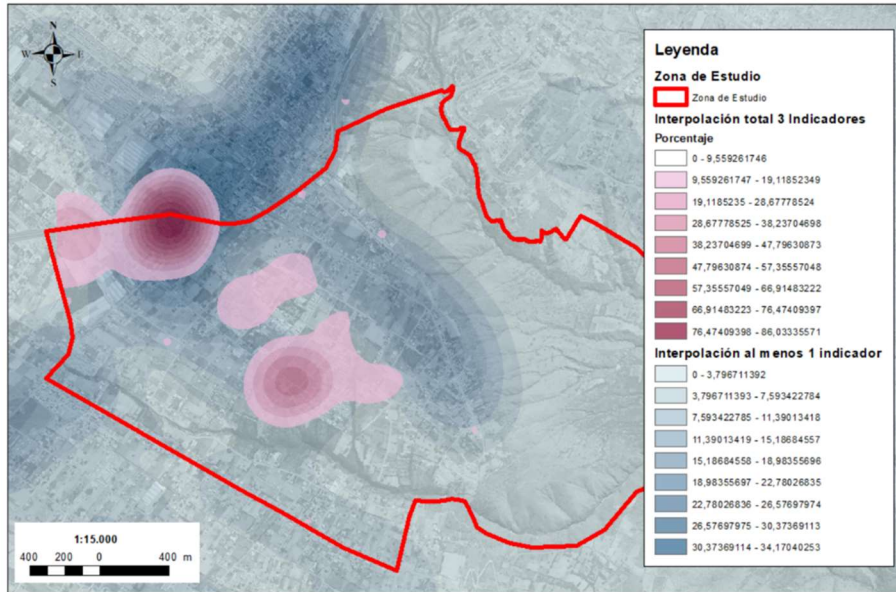 N
W E
S
Leyenda
Zona de Estudio
Zona de Estudio
Interpolación total 3 Indicadores
Porcentaje
0 - 9,559261746
9,559261747 - 19,11852349
19,1185235 - 28,67778524
28,67778525 - 38,23704698
38,23704699 - 47,79630873
47,79630874 - 57,35557048
57,35557049 - 66,91483222
66,91483223 - 76,47409397
76,47409398 - 86,03335571
Interpolación al menos 1 indicador
0 - 3,796711392
3,796711393 - 7,593422784
7,593422785 - 11,39013418
11,39013419 - 15,18684557
15,18684558 - 18,98355696
18,98355697 - 22,78026835
22,78026836 - 26,57697974
26,57697975 - 30,37369113
30,37369114 - 34,17040253
1:15.000
400 200 0 400 m